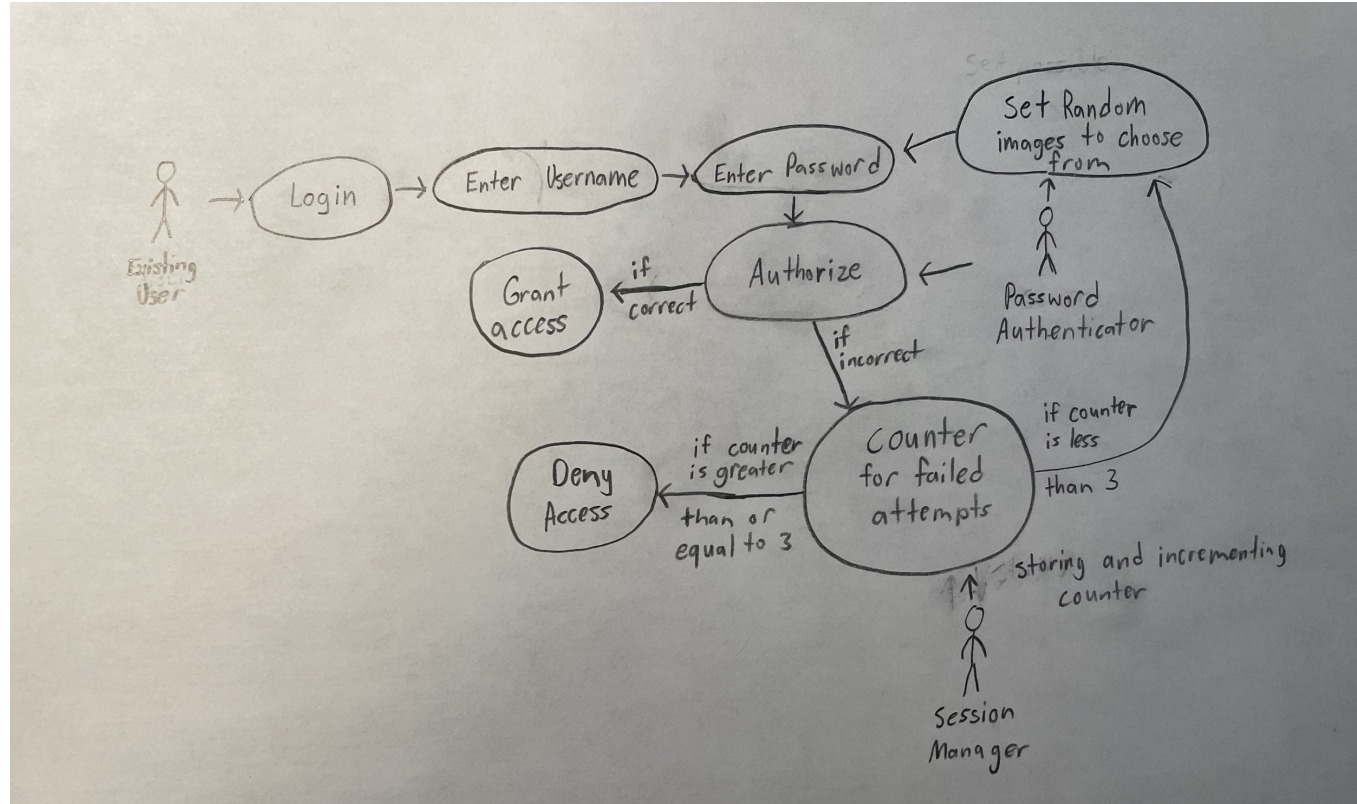 Set possible
Set Random
images to choose
from
Login
Enter Username
Enter Password
Existing
User
Grant
access
if
correct
Authorize
Password
Authenticator
if
incorrect
Deny
Access
if counter
is greater
than or
equal to 3
Counter
for failed
attempts
if counter
is less
than 3
storing and incrementing
counter
Session
Manager